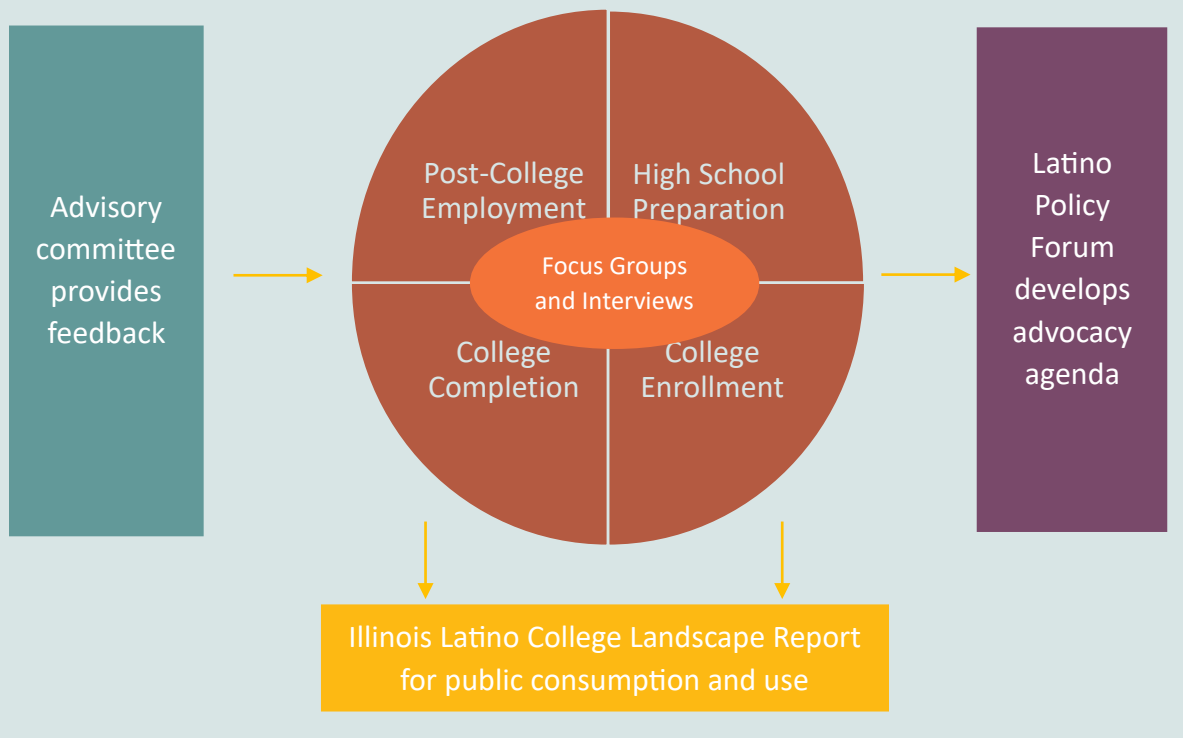 Advisory
committee
provides
feedback
Post-College
Employment
High School
Preparation
Focus Groups
and Interviews
College
Completion
College
Enrollment
Latino
Policy
Forum
develops
advocacy
agenda
Illinois Latino College Landscape Report
for public consumption and use